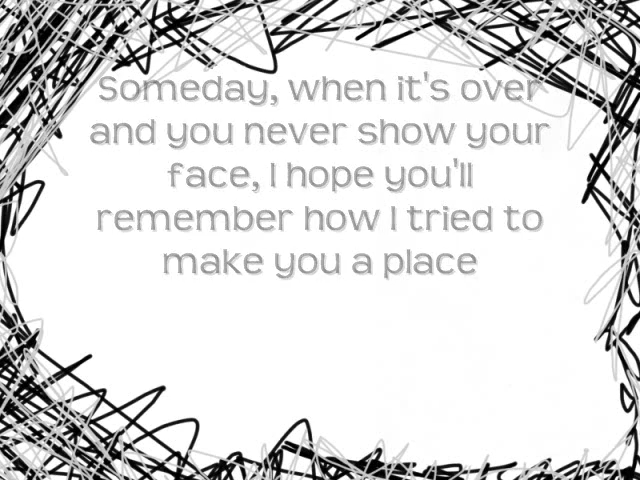 Someday, when it's over
and you never show your
face, I hope you'll
remember how I tried to
make you a place